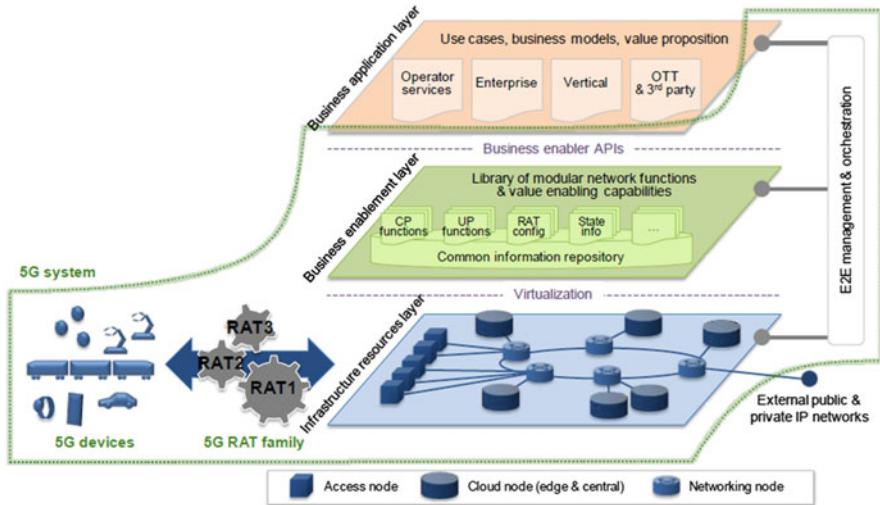 Business application layer
Use cases, business models, value proposition
Operator
services
Enterprise
Vertical
OTT
& 3rd party
Business enabler APIs
Business enablement layer
Library of modular network functions
& value enabling capabilities
CP
functions
UP
functions
RAT
config
State
info
...
Common information repository
E2E management & orchestration
5G system
Virtualization
Infrastructure resources layer
RAT3
RAT2
RAT1
External public &
private IP networks
5G devices
5G RAT family
Access node
Cloud node (edge & central)
Networking node